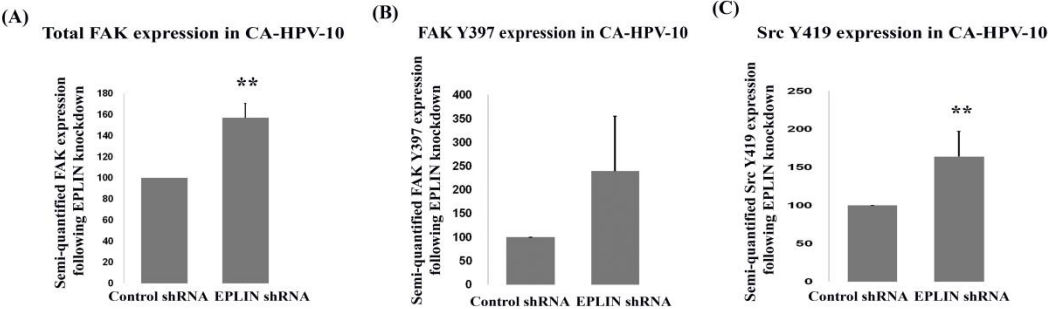 (A)
Total FAK expression in CA-HPV-10
Semi-quantified FAK expression
following EPLIN knockdown
180
160
140
120
100
80
60
40
20
0
**
Control shRNA EPLIN shRNA
(B)
FAK Y397 expression in CA-HPV-10
Semi-quantified FAK Y397 expression
following EPLIN knockdown
400
350
300
250
200
150
100
50
0
Control shRNA EPLIN shRNA
(C)
Src Y419 expression in CA-HPV-10
Semi-quantified Src Y419 expression
following EPLIN knockdown
250
200
150
100
50
0
**
Control shRNA EPLIN shRNA